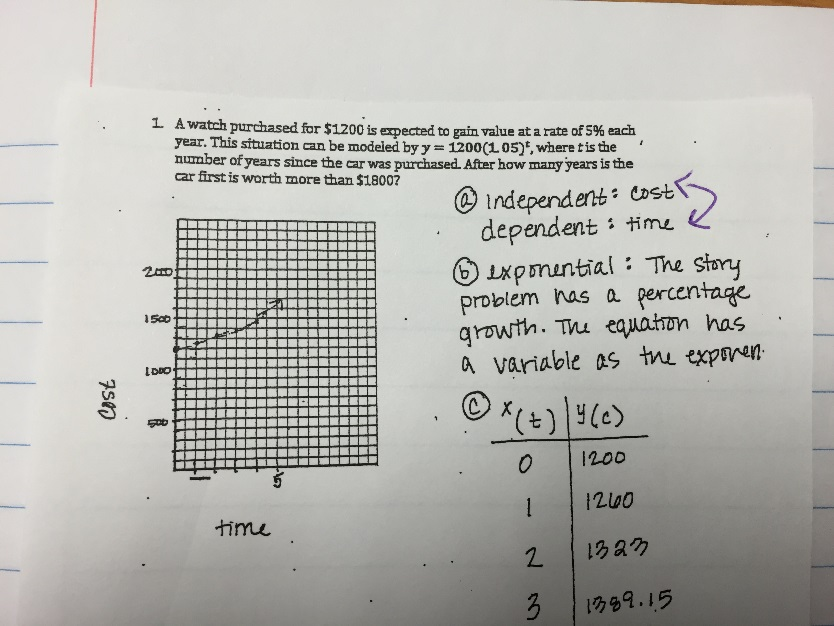 1. A watch purchased for $1200 is expected to gain value at a rate of 5% each
year. This situation can be modeled by y = 1200(1.05)ᵗ, where t is the
number of years since the car was purchased. After how many years is the
car first is worth more than $1800?
ⓐ independent: cost
dependent: time
ⓑ exponential: The story
problem has a percentage
growth. The equation has
a variable as the exponen
2000
1500
1000
500
cost
5
time
ⓒ x(t) y(c)
0 1200
1 1260
2 1323
3 1389.15